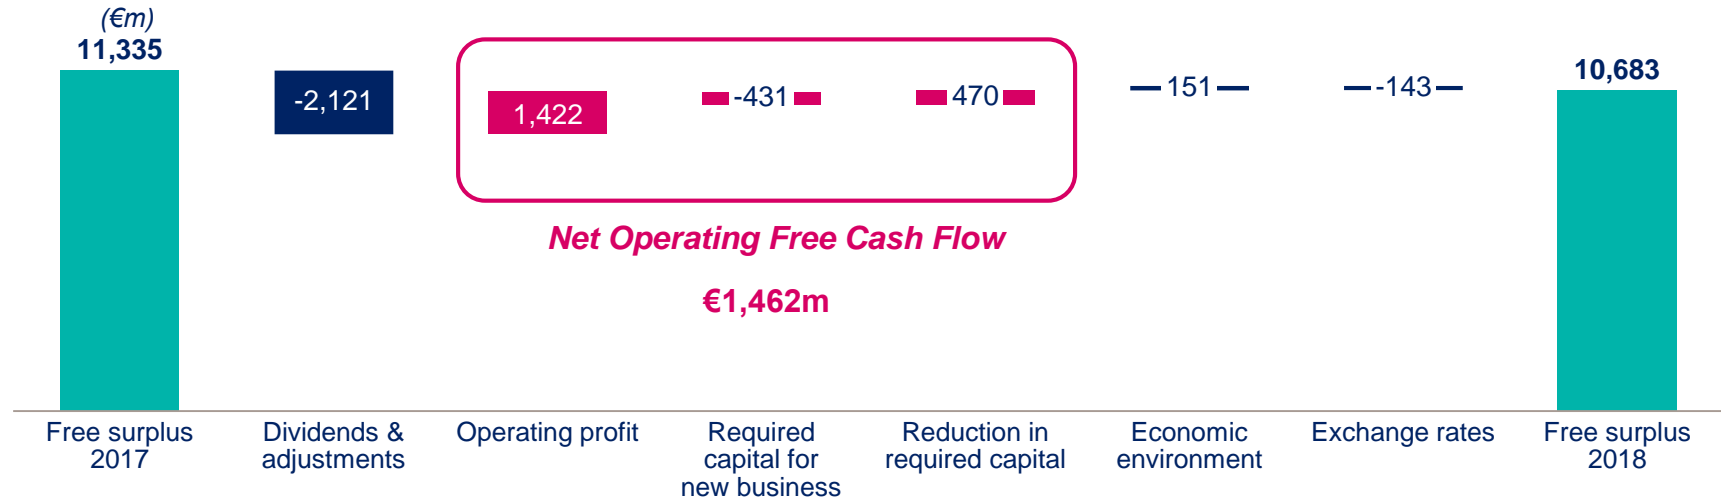 (€m)
11,335
-2,121
1,422
-431
470
151
-143
10,683
Net Operating Free Cash Flow
€1,462m
Free surplus
2017
Dividends &
adjustments
Operating profit
Required
capital for
new business
Reduction in
required capital
Economic
environment
Exchange rates
Free surplus
2018